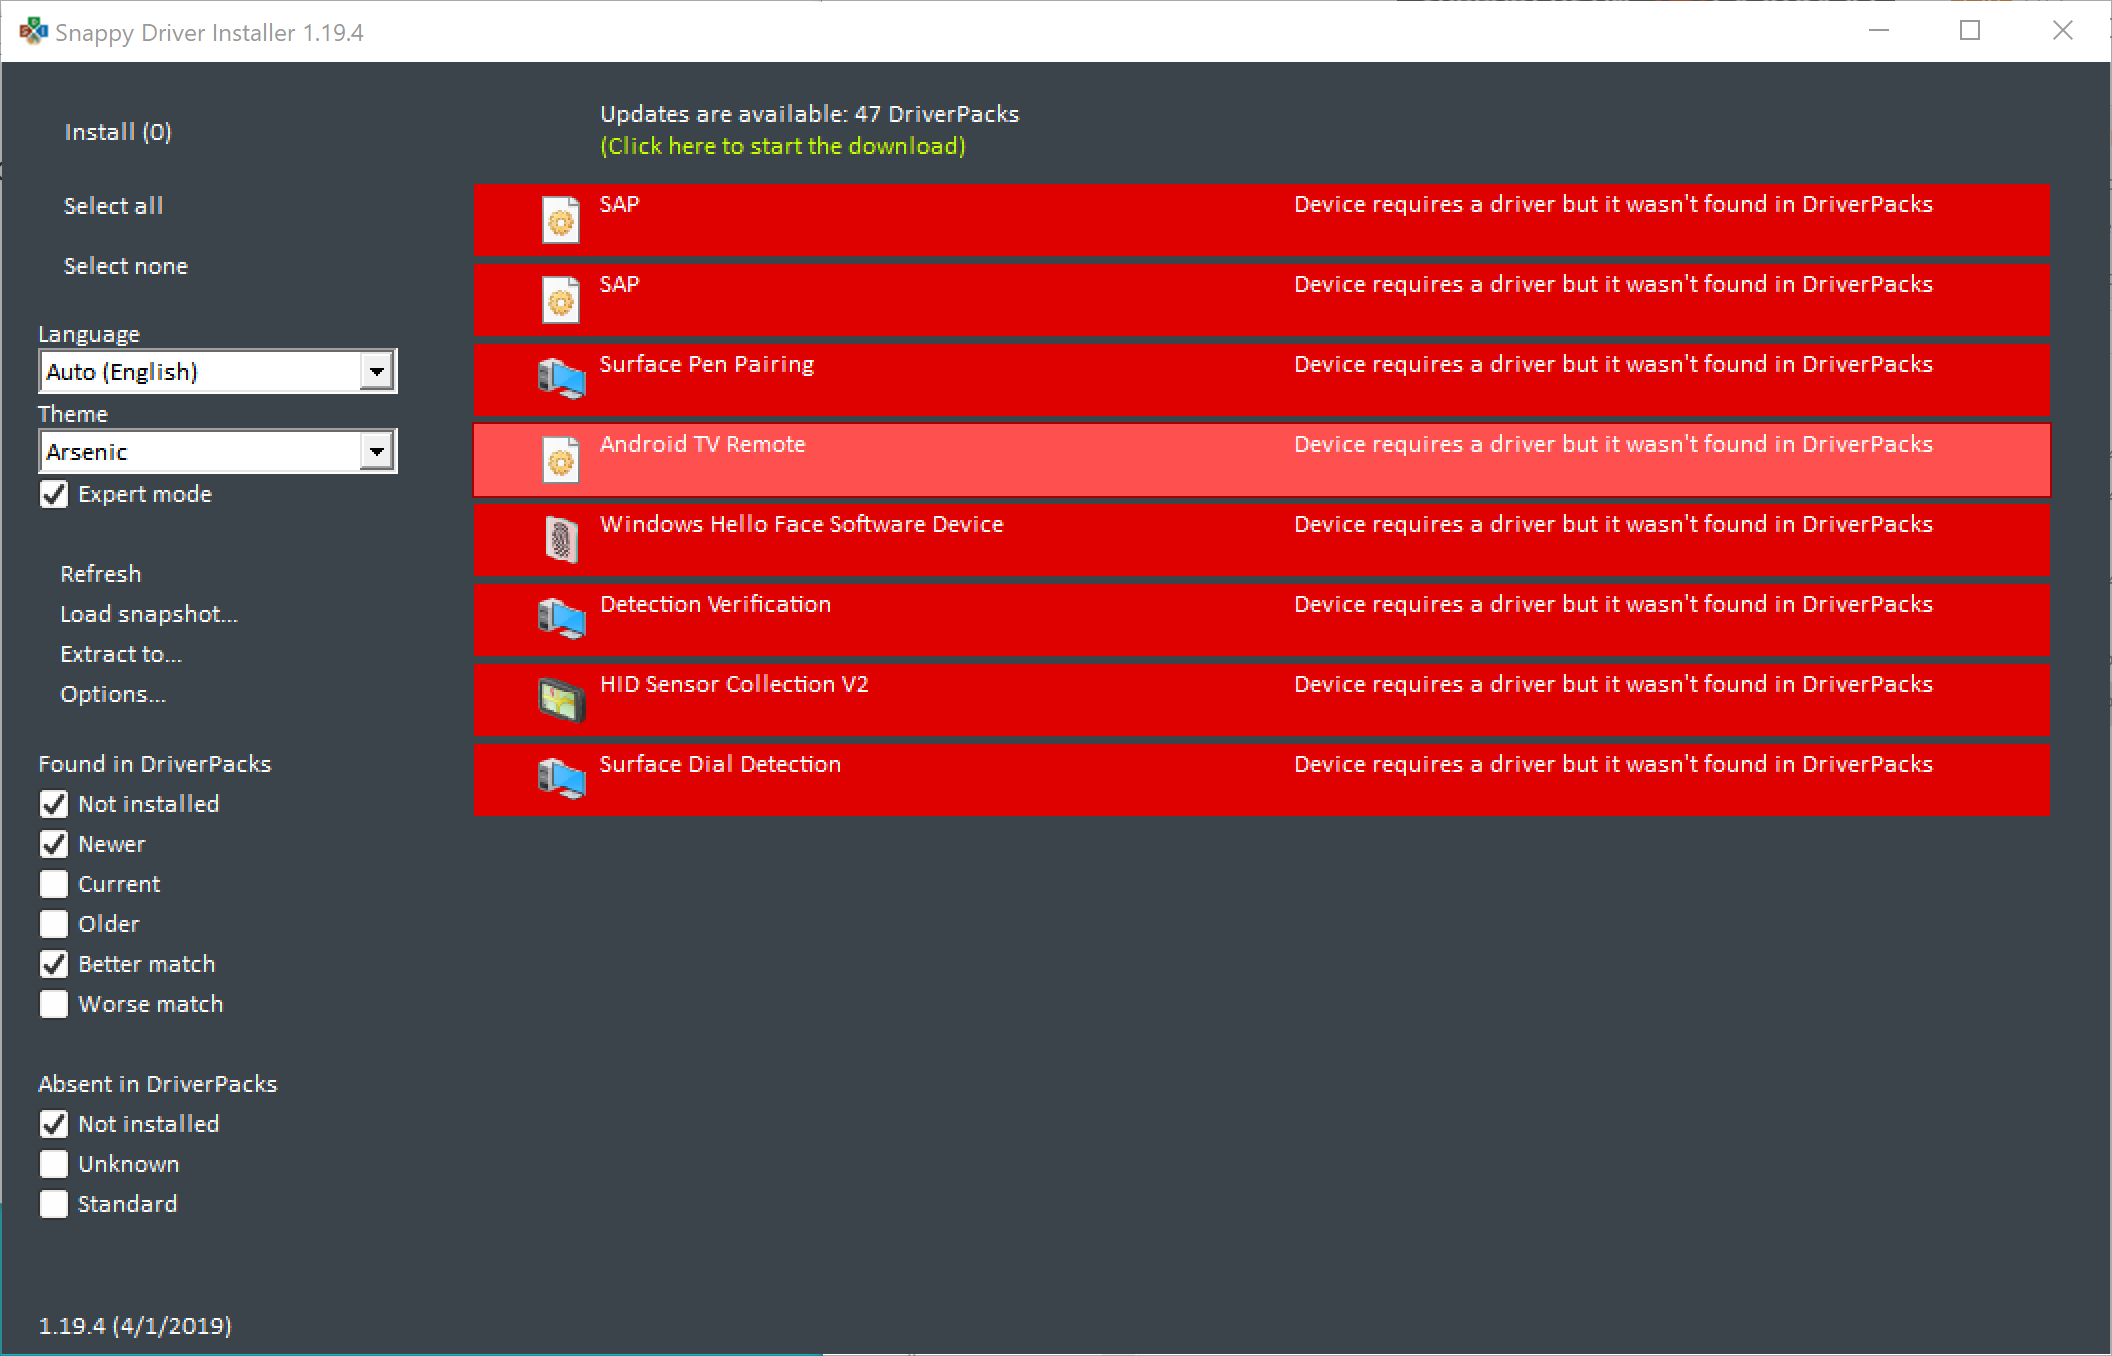 Snappy Driver Installer 1.19.4
Install (0)
Select all
Select none
Language
Auto (English)
Theme
Arsenic
Expert mode
Refresh
Load snapshot...
Extract to...
Options...
Found in DriverPacks
Not installed
Newer
Current
Older
Better match
Worse match
Absent in DriverPacks
Not installed
Unknown
Standard
1.19.4 (4/1/2019)
Updates are available: 47 DriverPacks
(Click here to start the download)
SAP Device requires a driver but it wasn't found in DriverPacks
SAP Device requires a driver but it wasn't found in DriverPacks
Surface Pen Pairing Device requires a driver but it wasn't found in DriverPacks
Android TV Remote Device requires a driver but it wasn't found in DriverPacks
Windows Hello Face Software Device Device requires a driver but it wasn't found in DriverPacks
Detection Verification Device requires a driver but it wasn't found in DriverPacks
HID Sensor Collection V2 Device requires a driver but it wasn't found in DriverPacks
Surface Dial Detection Device requires a driver but it wasn't found in DriverPacks